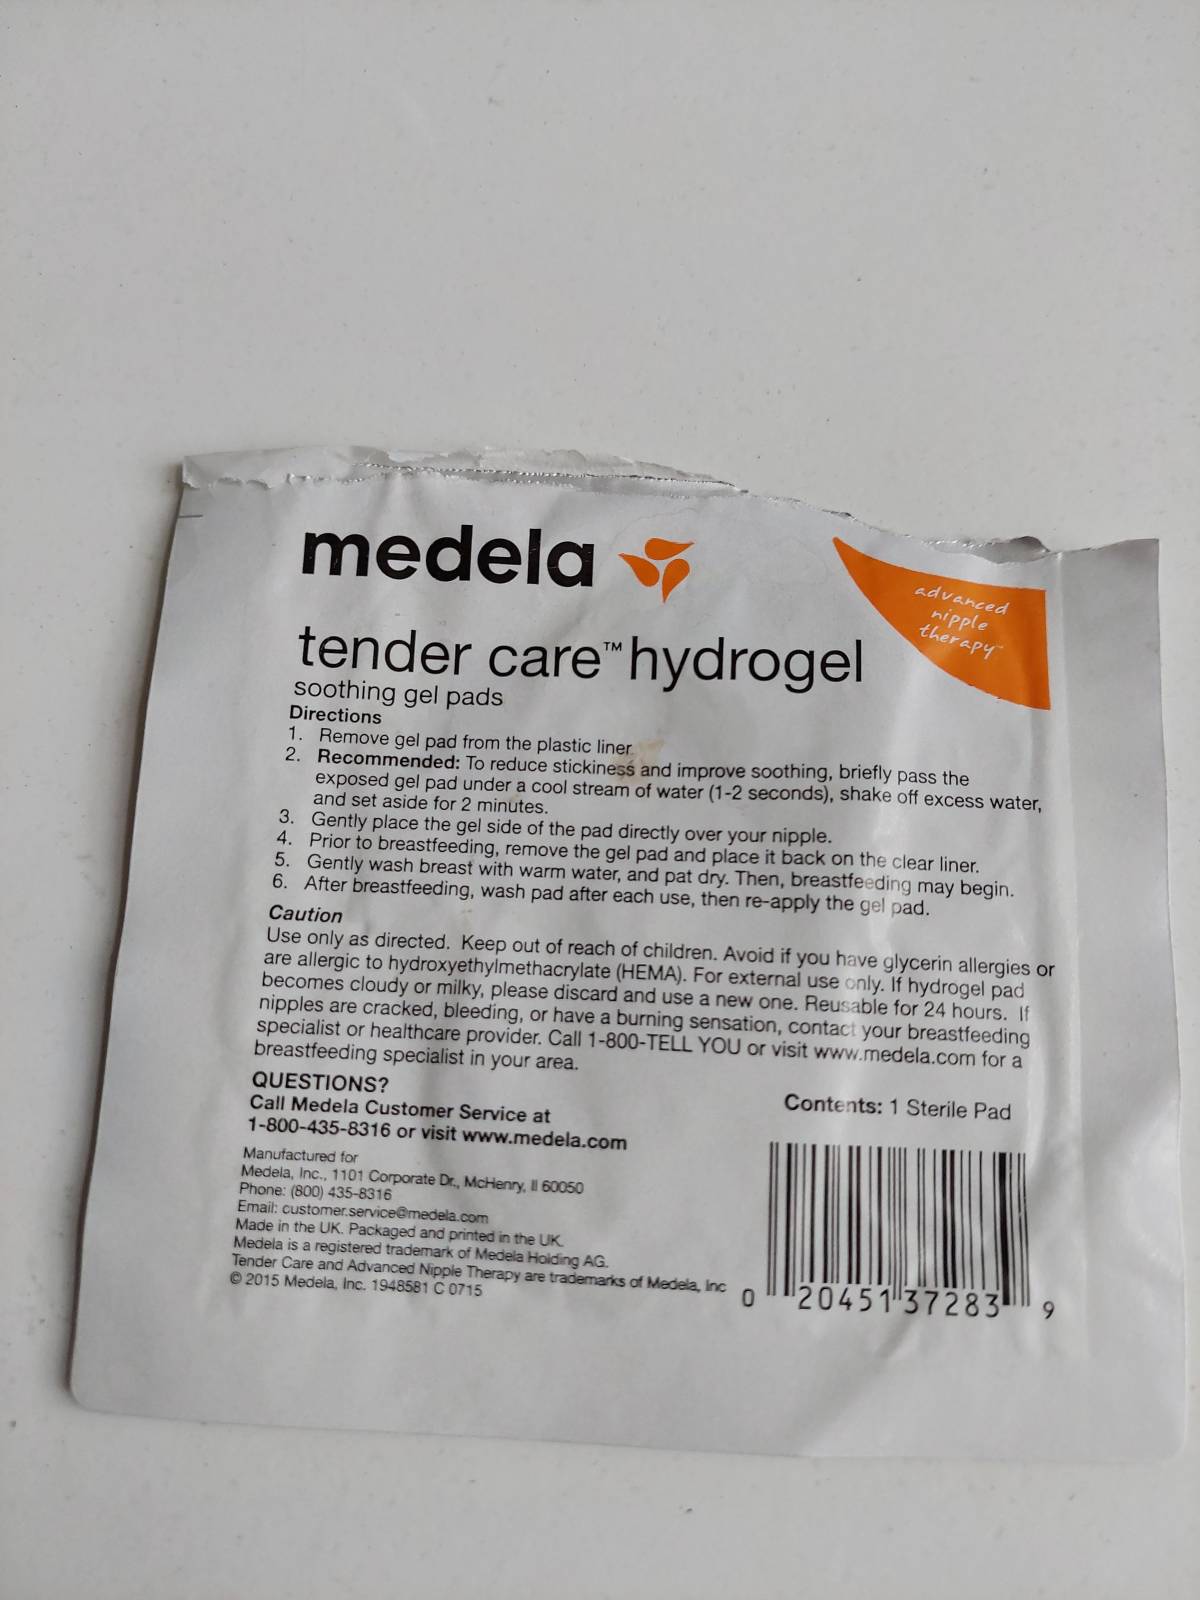 medela
advanced
nipple
therapy™
tender care™ hydrogel
soothing gel pads
Directions
1. Remove gel pad from the plastic liner.
2. Recommended: To reduce stickiness and improve soothing, briefly pass the
exposed gel pad under a cool stream of water (1-2 seconds), shake off excess water,
and set aside for 2 minutes.
3. Gently place the gel side of the pad directly over your nipple.
4. Prior to breastfeeding, remove the gel pad and place it back on the clear liner.
5. Gently wash breast with warm water, and pat dry. Then, breastfeeding may begin.
6. After breastfeeding, wash pad after each use, then re-apply the gel pad.
Caution
Use only as directed. Keep out of reach of children. Avoid if you have glycerin allergies or
are allergic to hydroxyethylmethacrylate (HEMA). For external use only. If hydrogel pad
becomes cloudy or milky, please discard and use a new one. Reusable for 24 hours. If
nipples are cracked, bleeding, or have a burning sensation, contact your breastfeeding
specialist or healthcare provider. Call 1-800-TELL YOU or visit www.medela.com for a
breastfeeding specialist in your area.
QUESTIONS?
Call Medela Customer Service at
1-800-435-8316 or visit www.medela.com
Contents: 1 Sterile Pad
Manufactured for
Medela, Inc., 1101 Corporate Dr., McHenry, Il 60050
Phone: (800) 435-8316
Email: customer.service@medela.com
Made in the UK. Packaged and printed in the UK.
Medela is a registered trademark of Medela Holding AG.
Tender Care and Advanced Nipple Therapy are trademarks of Medela, Inc
© 2015 Medela, Inc. 1948581 C 0715
0 20451 37283 9